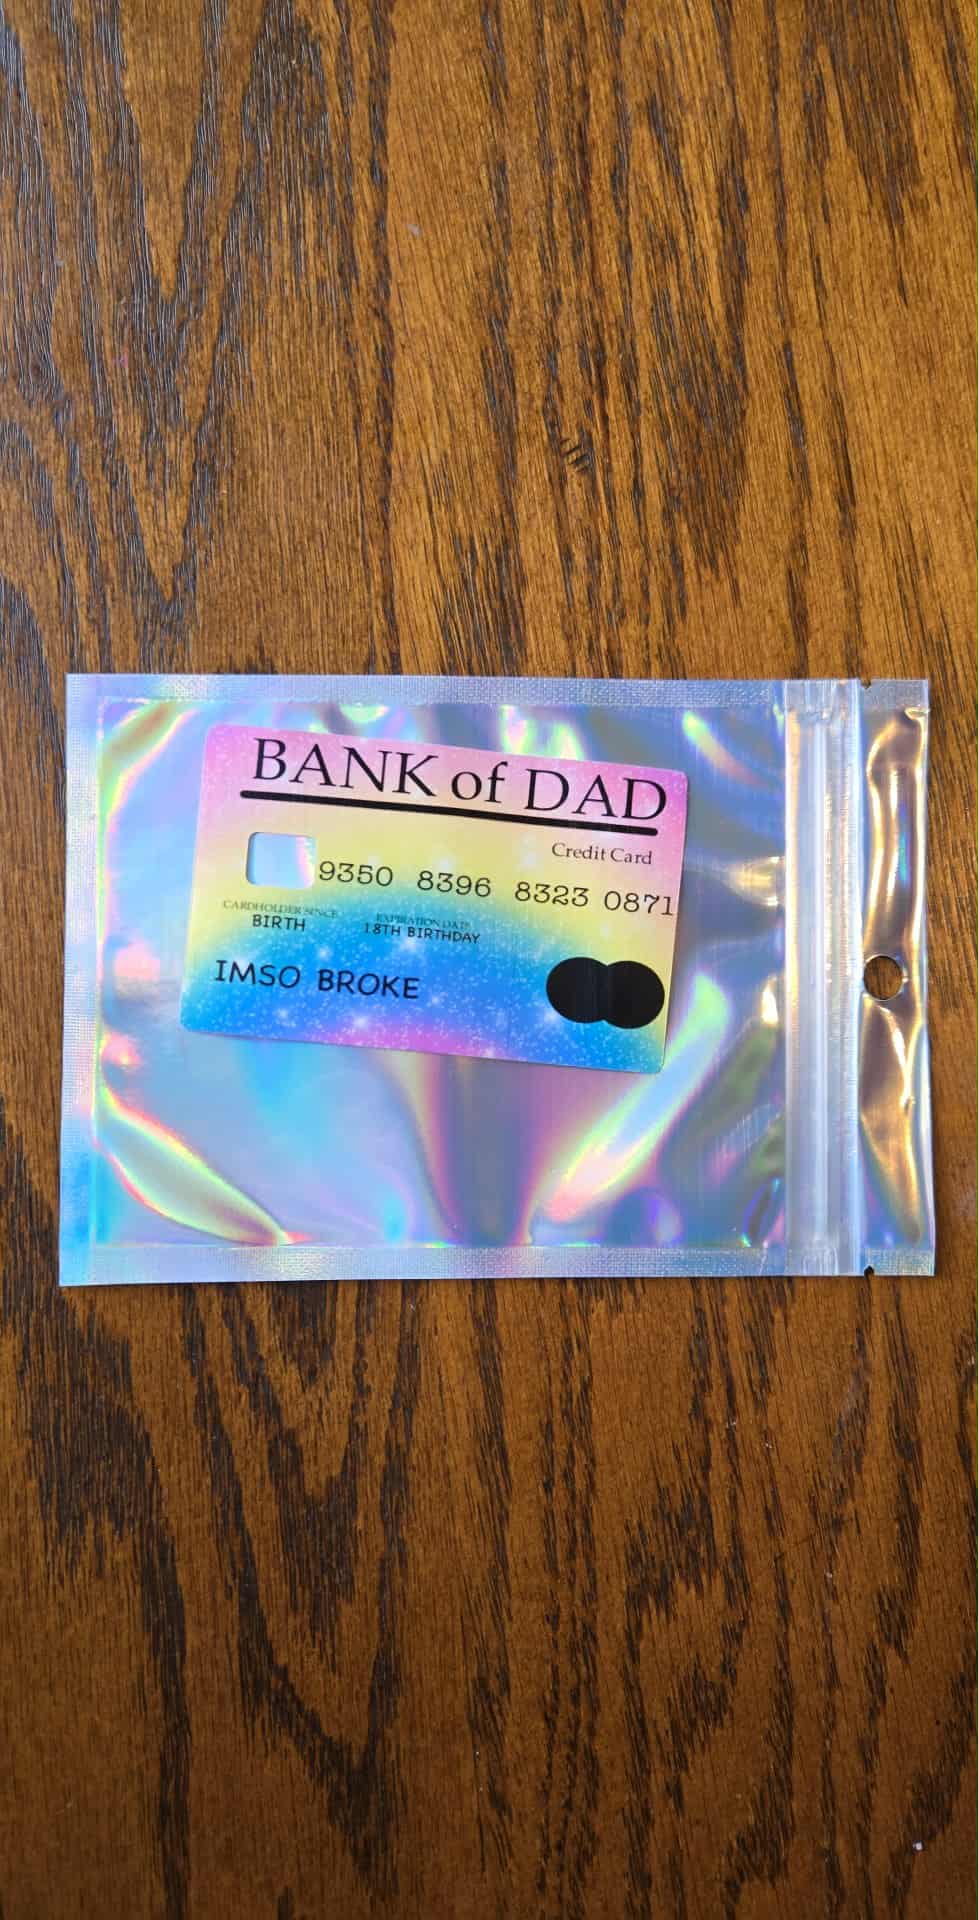 BANK of DAD
Credit Card
9350 8396 8323 0871
CARDHOLDER SINCE EXPIRATION DATE
BIRTH 18TH BIRTHDAY
IMSO BROKE